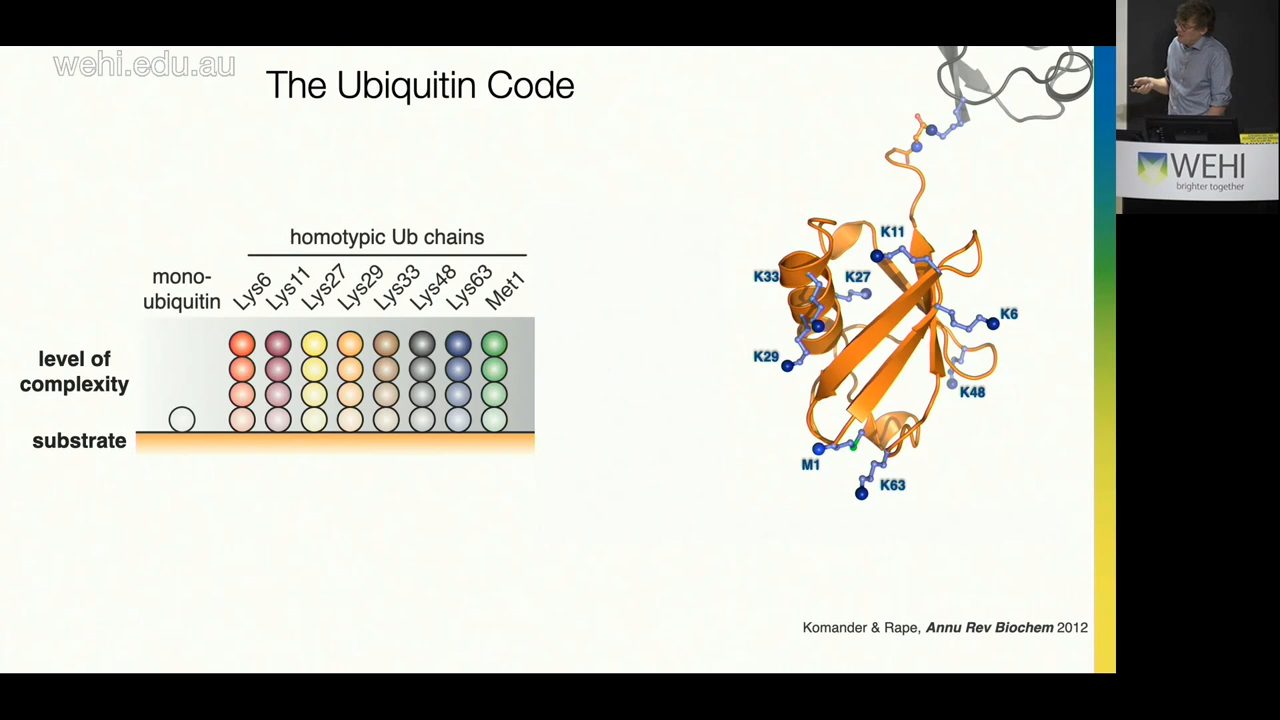 wehi.edu.au
The Ubiquitin Code
homotypic Ub chains
mono-
ubiquitin
Lys6
Lys11
Lys27
Lys29
Lys33
Lys48
Lys63
Met1
level of
complexity
substrate
K11
K33
K27
K6
K29
K48
M1
K63
Komander & Rape, Annu Rev Biochem 2012
WEHI
brighter together